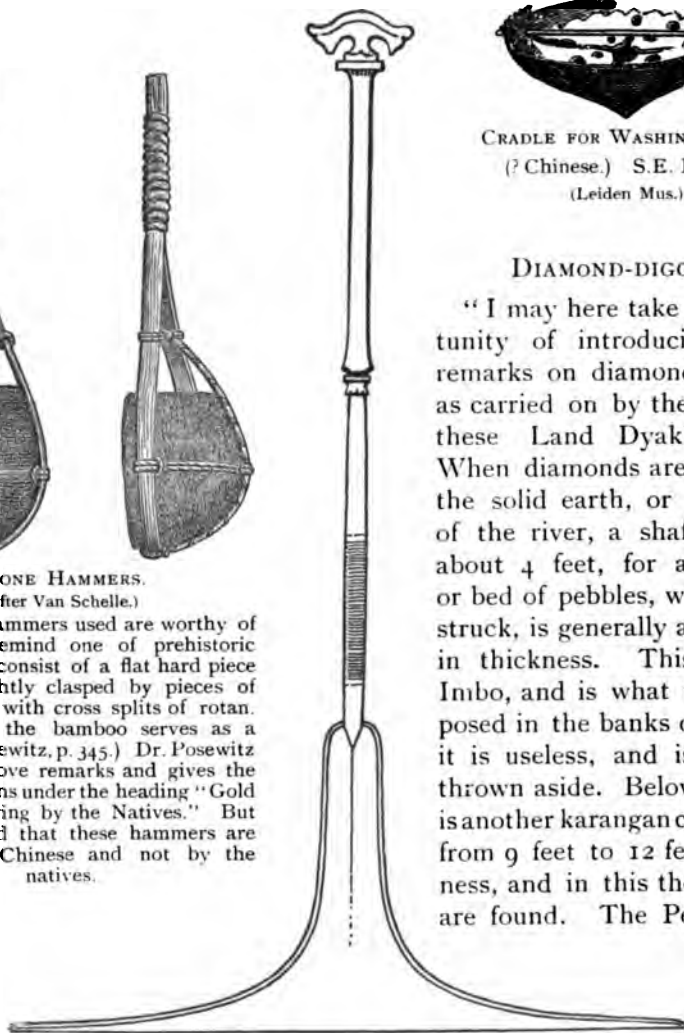 ONE HAMMERS.
fter Van Schelle.)
ammers used are worthy of
emind one of prehistoric
consist of a flat hard piece
htly clasped by pieces of
with cross splits of rotan.
the bamboo serves as a
ewitz, p. 345.) Dr. Posewitz
ove remarks and gives the
ns under the heading "Gold
ing by the Natives." But
d that these hammers are
Chinese and not by the
natives.
CRADLE FOR WASHIN
(? Chinese.) S.E.
(Leiden Mus.)
DIAMOND-DIGG
"I may here take
tunity of introduci
remarks on diamond
as carried on by the
these Land Dyak
When diamonds are
the solid earth, or
of the river, a shaf
about 4 feet, for a
or bed of pebbles, w
struck, is generally a
in thickness. This
Imbo, and is what
posed in the banks o
it is useless, and is
thrown aside. Below
is another karangan o
from 9 feet to 12 fe
ness, and in this the
are found. The Pe